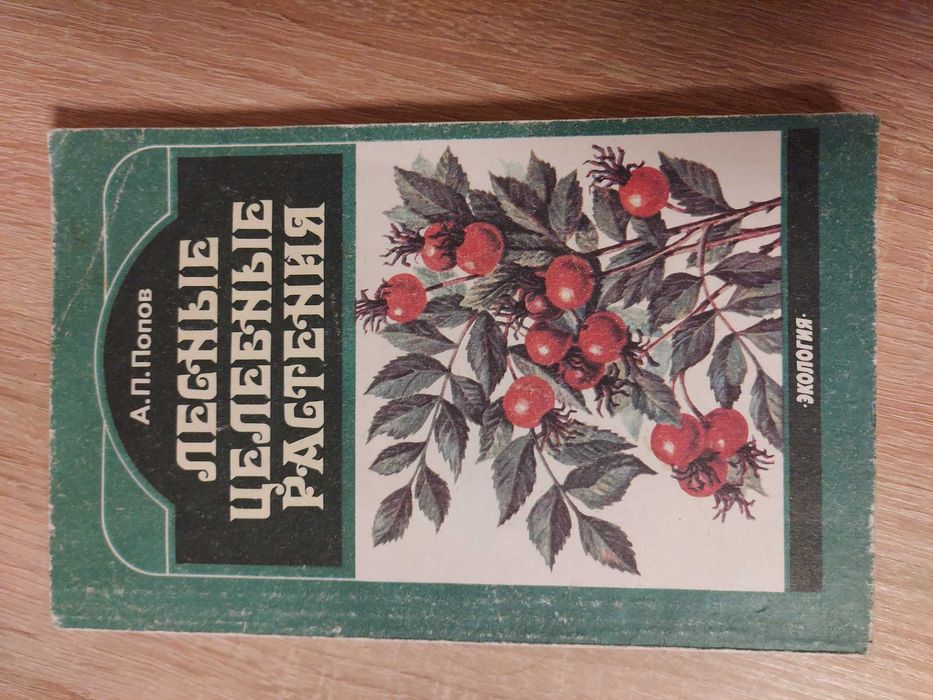 А.П.Попов
ЛЕСНЫЕ
ЦЕЛЕБНЫЕ
РАСТЕНИЯ
·ЭКОЛОГИЯ·